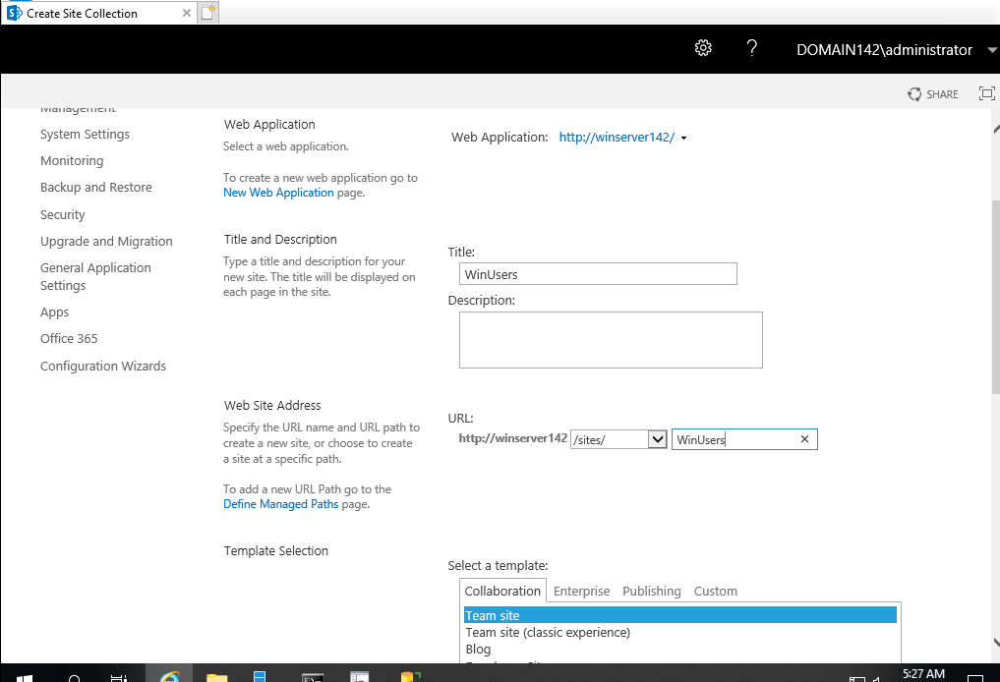 Create Site Collection
DOMAIN142\administrator
SHARE
Management
System Settings
Monitoring
Backup and Restore
Security
Upgrade and Migration
General Application
Settings
Apps
Office 365
Configuration Wizards
Web Application
Select a web application.
To create a new web application go to
New Web Application page.
Web Application: http://winserver142/
Title and Description
Type a title and description for your
new site. The title will be displayed on
each page in the site.
Title:
WinUsers
Description:
Web Site Address
Specify the URL name and URL path to
create a new site, or choose to create
a site at a specific path.
To add a new URL Path go to the
Define Managed Paths page.
URL:
http://winserver142 /sites/ WinUsers
Template Selection
Select a template:
Collaboration Enterprise Publishing Custom
Team site
Team site (classic experience)
Blog
5:27 AM